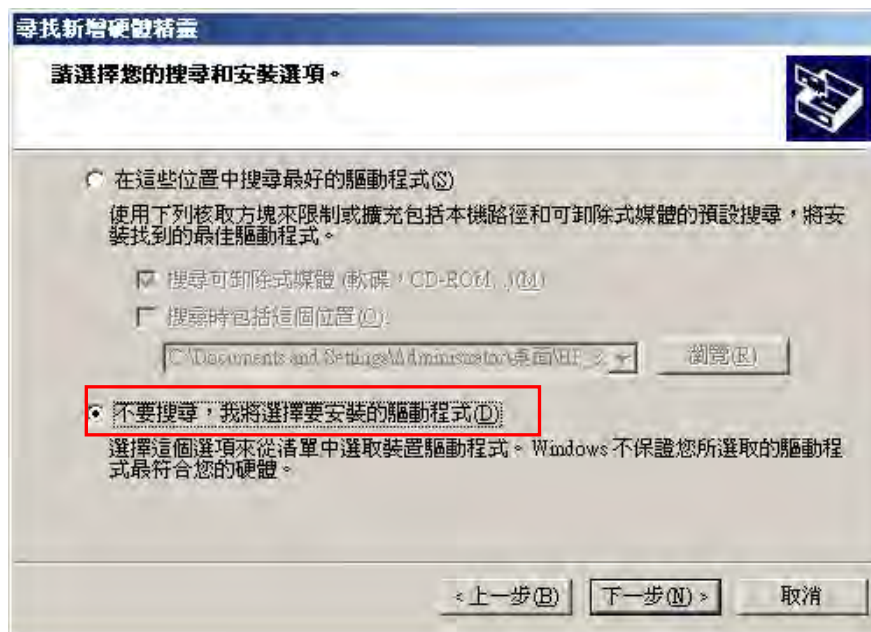 尋找新增硬體精靈
請選擇您的搜尋和安裝選項。
在這些位置中搜尋最好的驅動程式(S)
使用下列核取方塊來限制或擴充包括本機路徑和可卸除式媒體的預設搜尋，將安
裝找到的最佳驅動程式。
搜尋可卸除式媒體 (軟碟，CD-ROM...)(M)
搜尋時包括這個位置(O):
C:\Documents and Settings\Administrator\桌面\HF_
瀏覽(R)
不要搜尋，我將選擇要安裝的驅動程式(D)
選擇這個選項來從清單中選取裝置驅動程式。Windows 不保證您所選取的驅動程
式最符合您的硬體。
<上一步(B) 下一步(N)> 取消